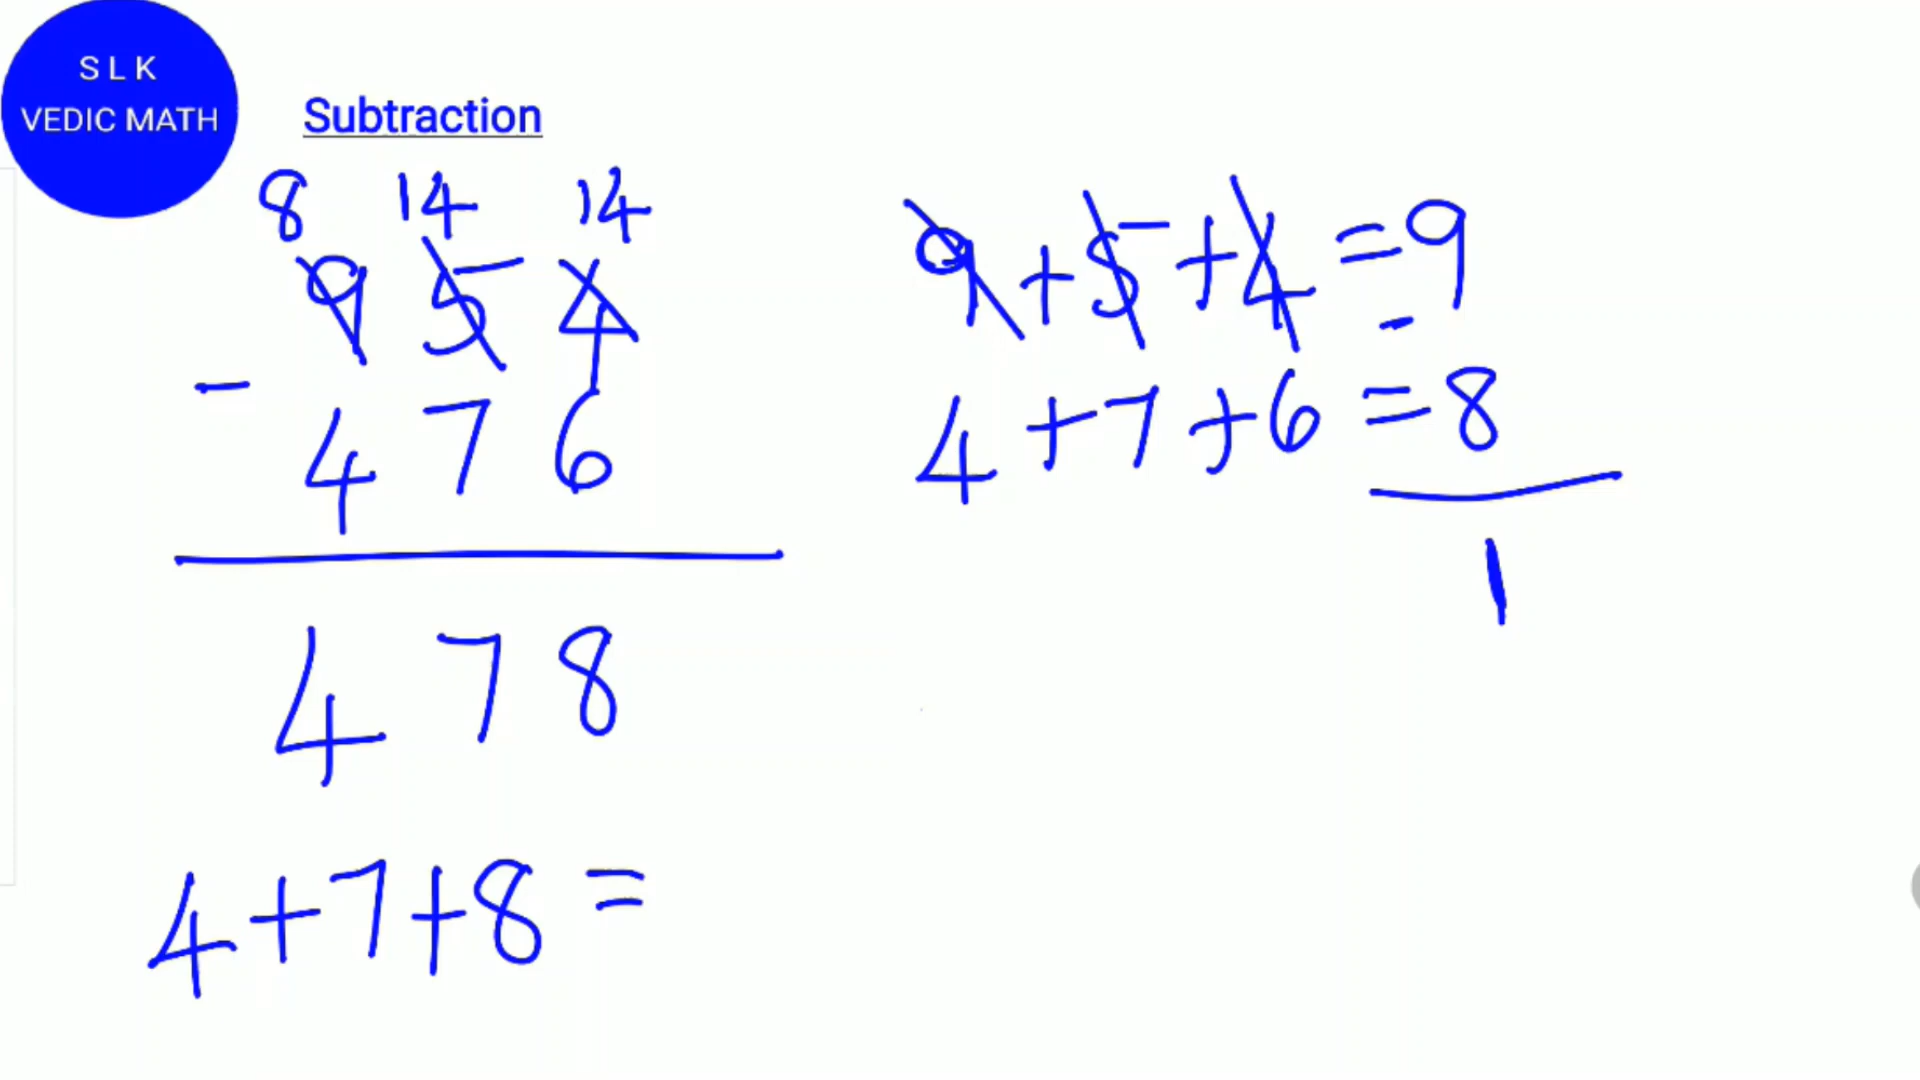 S L K
VEDIC MATH
Subtraction
8 14 14
9 5 4
- 4 7 6
4 7 8
4+7+8 =
9+5+4 = 9
-
4+7+6 = 8
1